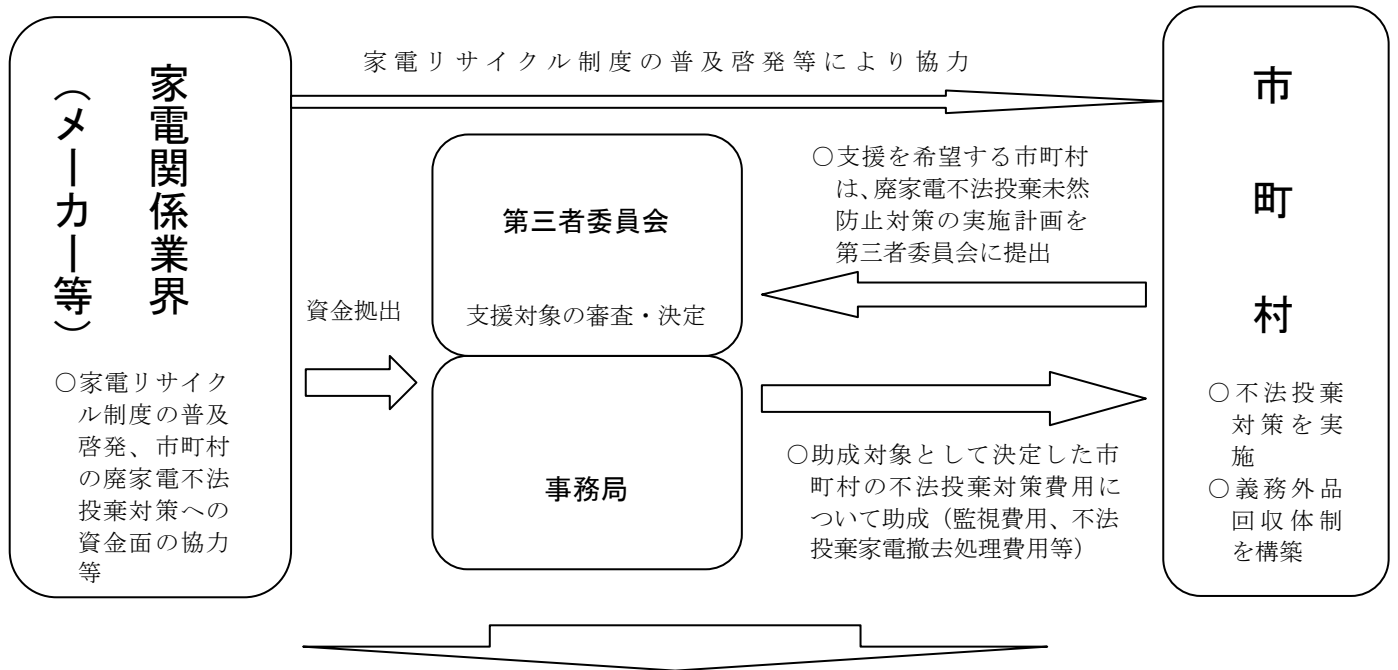 家電リサイクル制度の普及啓発等により協力
家電関係業界
（メーカー等）
○家電リサイク
ル制度の普及
啓発、市町村
の廃家電不法
投棄対策への
資金面の協力
等
資金拠出
第三者委員会
支援対象の審査・決定
事務局
○支援を希望する市町村
は、廃家電不法投棄未然
防止対策の実施計画を
第三者委員会に提出
○助成対象として決定した市
町村の不法投棄対策費用に
ついて助成（監視費用、不法
投棄家電撤去処理費用等）
市町村
○不法投棄
対策を実
施
○義務外品
回収体制
を構築